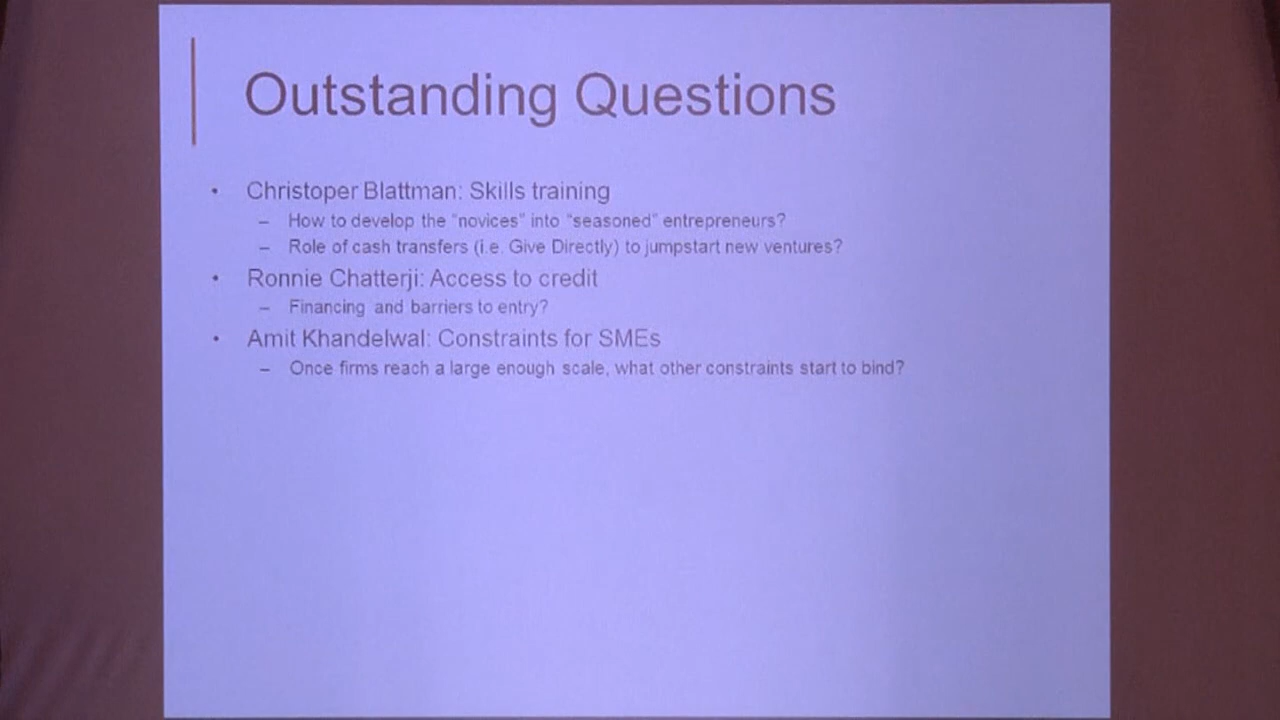 Outstanding Questions
• Christoper Blattman: Skills training
– How to develop the "novices" into "seasoned" entrepreneurs?
– Role of cash transfers (i.e. Give Directly) to jumpstart new ventures?
• Ronnie Chatterji: Access to credit
– Financing and barriers to entry?
• Amit Khandelwal: Constraints for SMEs
– Once firms reach a large enough scale, what other constraints start to bind?